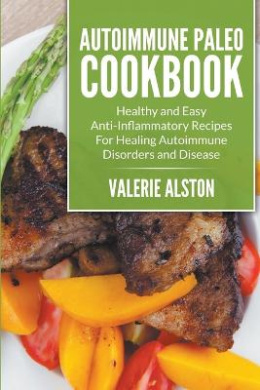 AUTOIMMUNE PALEO
COOKBOOK
Healthy and Easy
Anti-Inflammatory Recipes
For Healing Autoimmune
Disorders and Disease
VALERIE ALSTON